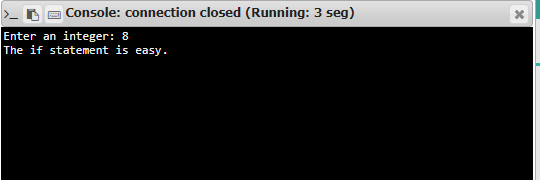 Console: connection closed (Running: 3 seg)
Enter an integer: 8
The if statement is easy.